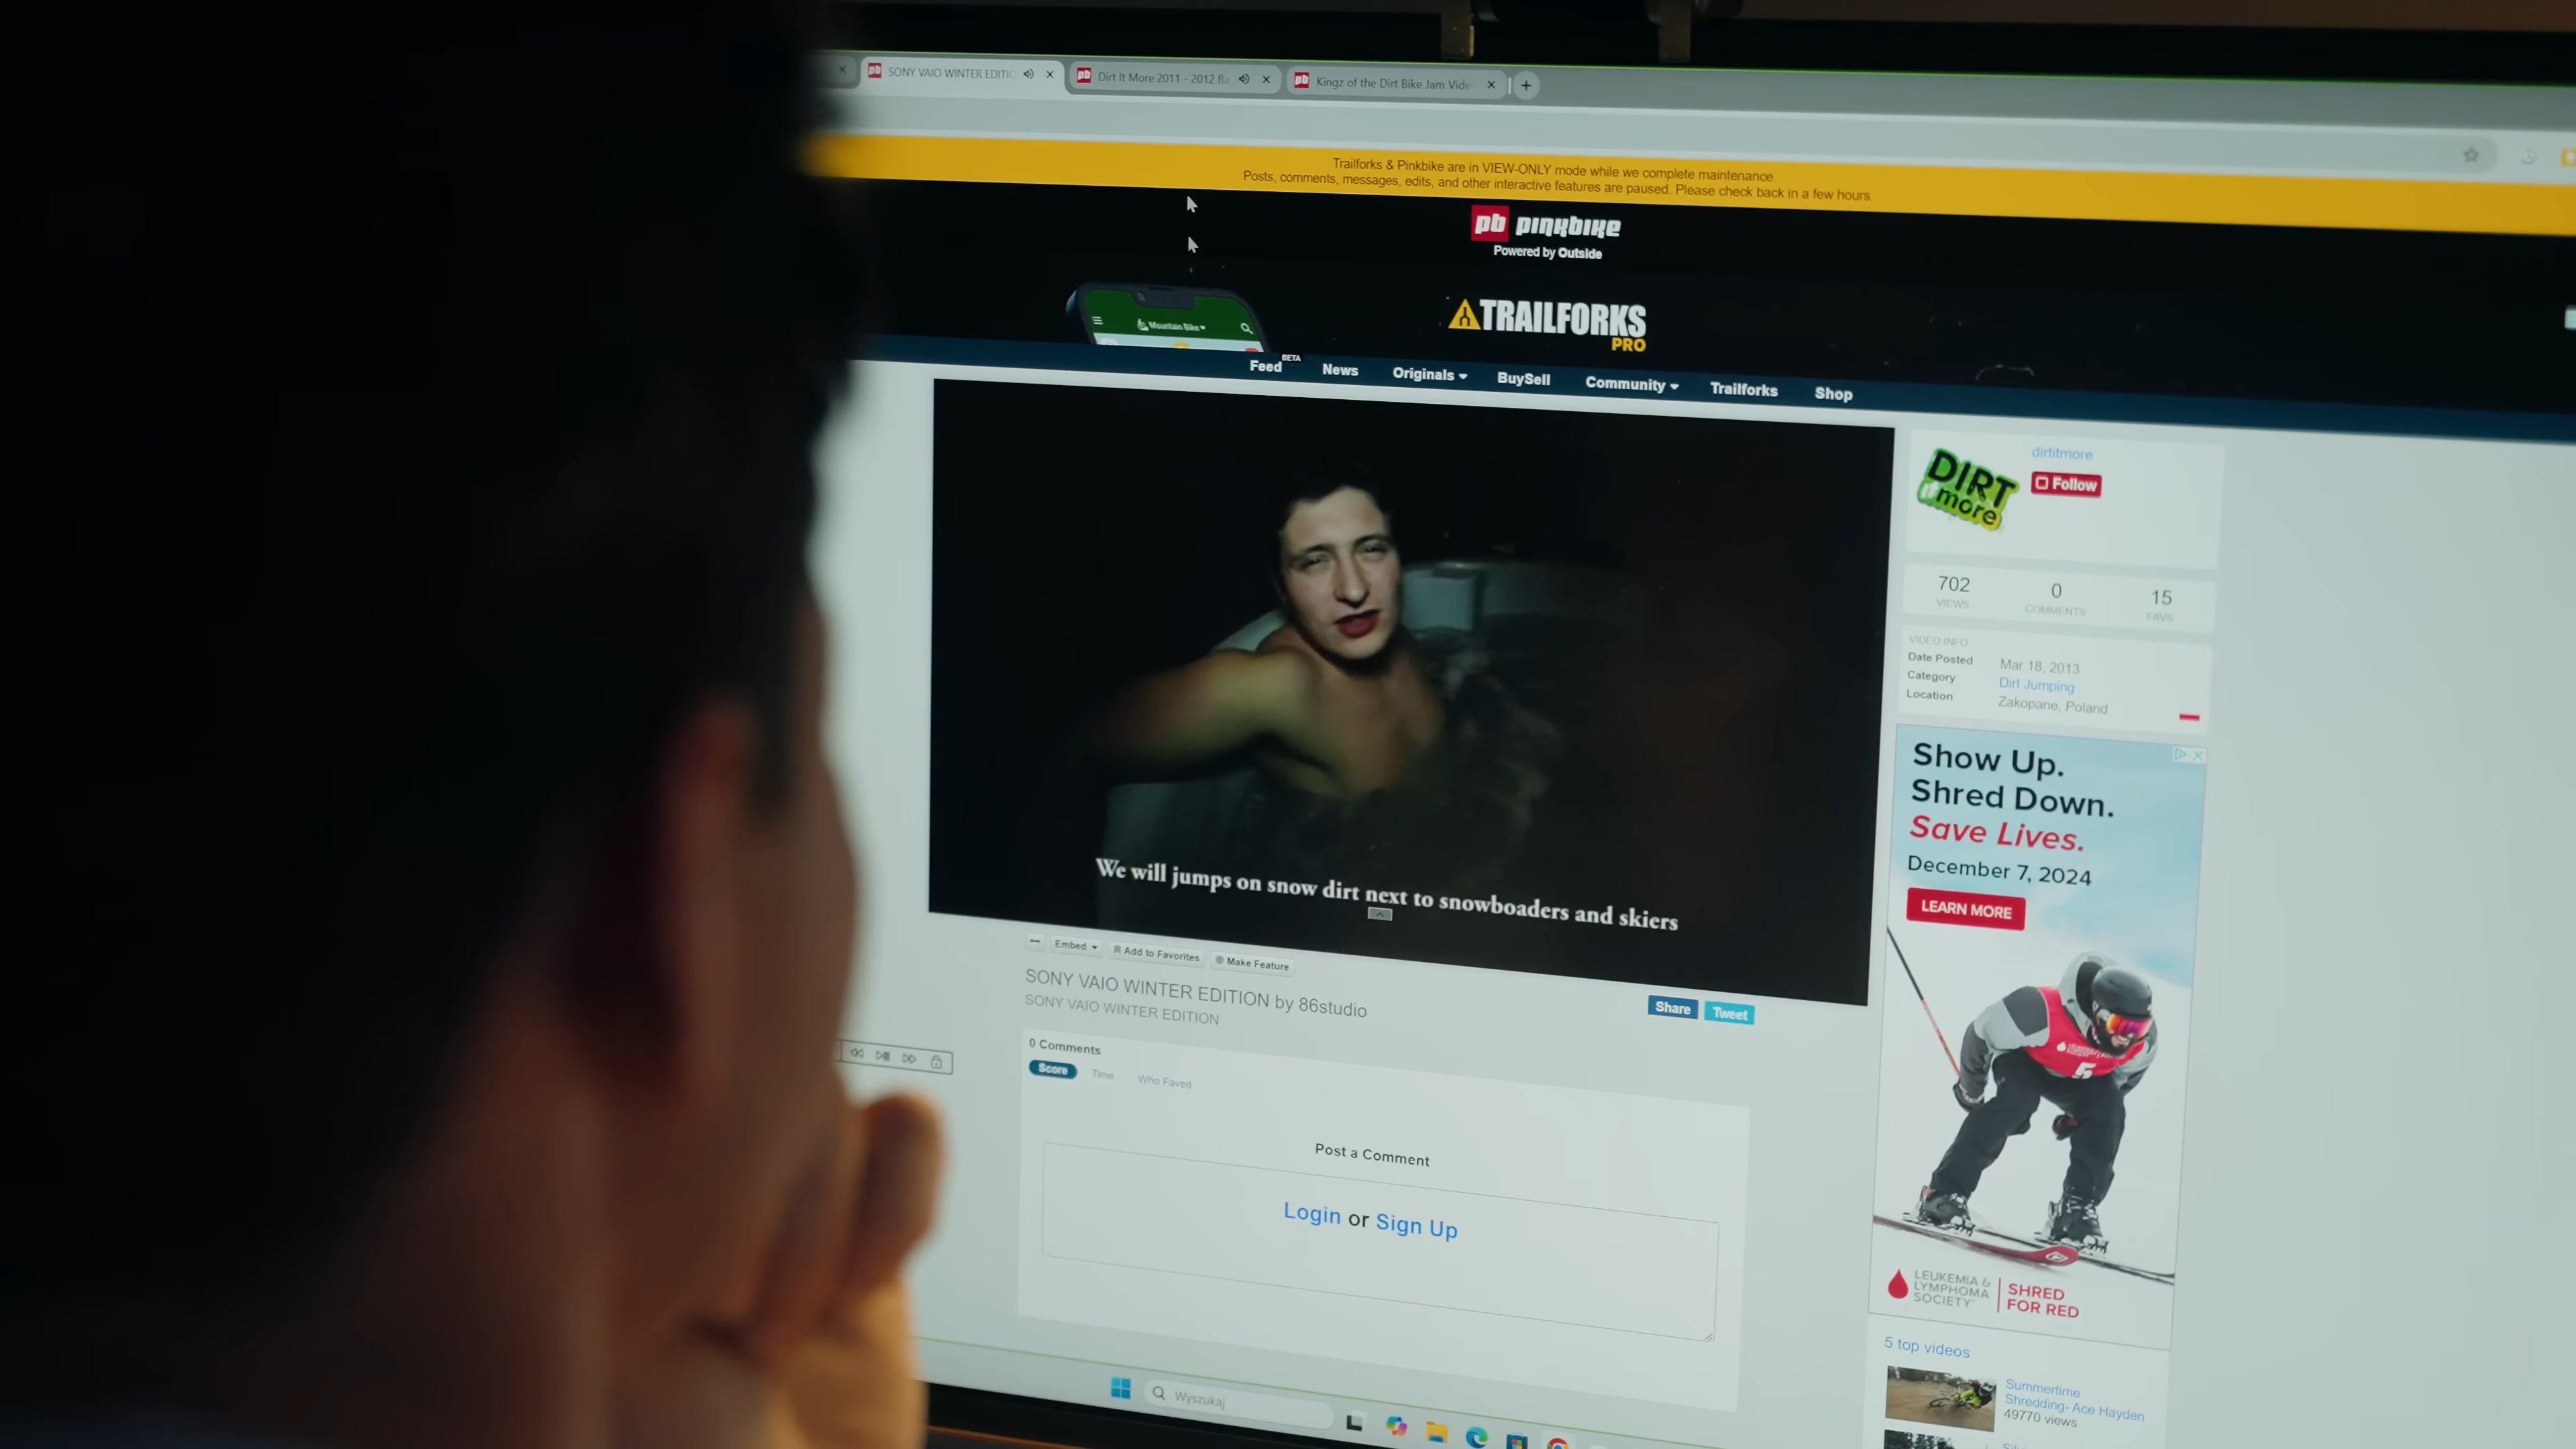 SONY VAIO WINTER EDITIO
Dirt It More 2011 - 2012 fla
Kingz of the Dirt Bike Jam Vide
Trailforks & Pinkbike are in VIEW-ONLY mode while we complete maintenance.
Posts, comments, messages, edits, and other interactive features are paused. Please check back in a few hours.
pb pinkbike
Powered by Outside
Mountain Bike
TRAILFORKS
PRO
Feed BETA News Originals BuySell Community Trailforks Shop
DIRT
it more
dirtitmore
Follow
702 0 15
VIEWS COMMENTS FAVS
VIDEO INFO
Date Posted Mar 18, 2013
Category Dirt Jumping
Location Zakopane, Poland
We will jumps on snow dirt next to snowboaders and skiers
Embed Add to Favorites Make Feature
SONY VAIO WINTER EDITION by 86studio
SONY VAIO WINTER EDITION
Share Tweet
0 Comments
Score Time Who Faved
Post a Comment
Login or Sign Up
Show Up.
Shred Down.
Save Lives.
December 7, 2024
LEARN MORE
5
LEUKEMIA &
LYMPHOMA
SOCIETY
SHRED
FOR RED
5 top videos
Summertime
Shredding- Ace Hayden
49770 views
Wyszukaj